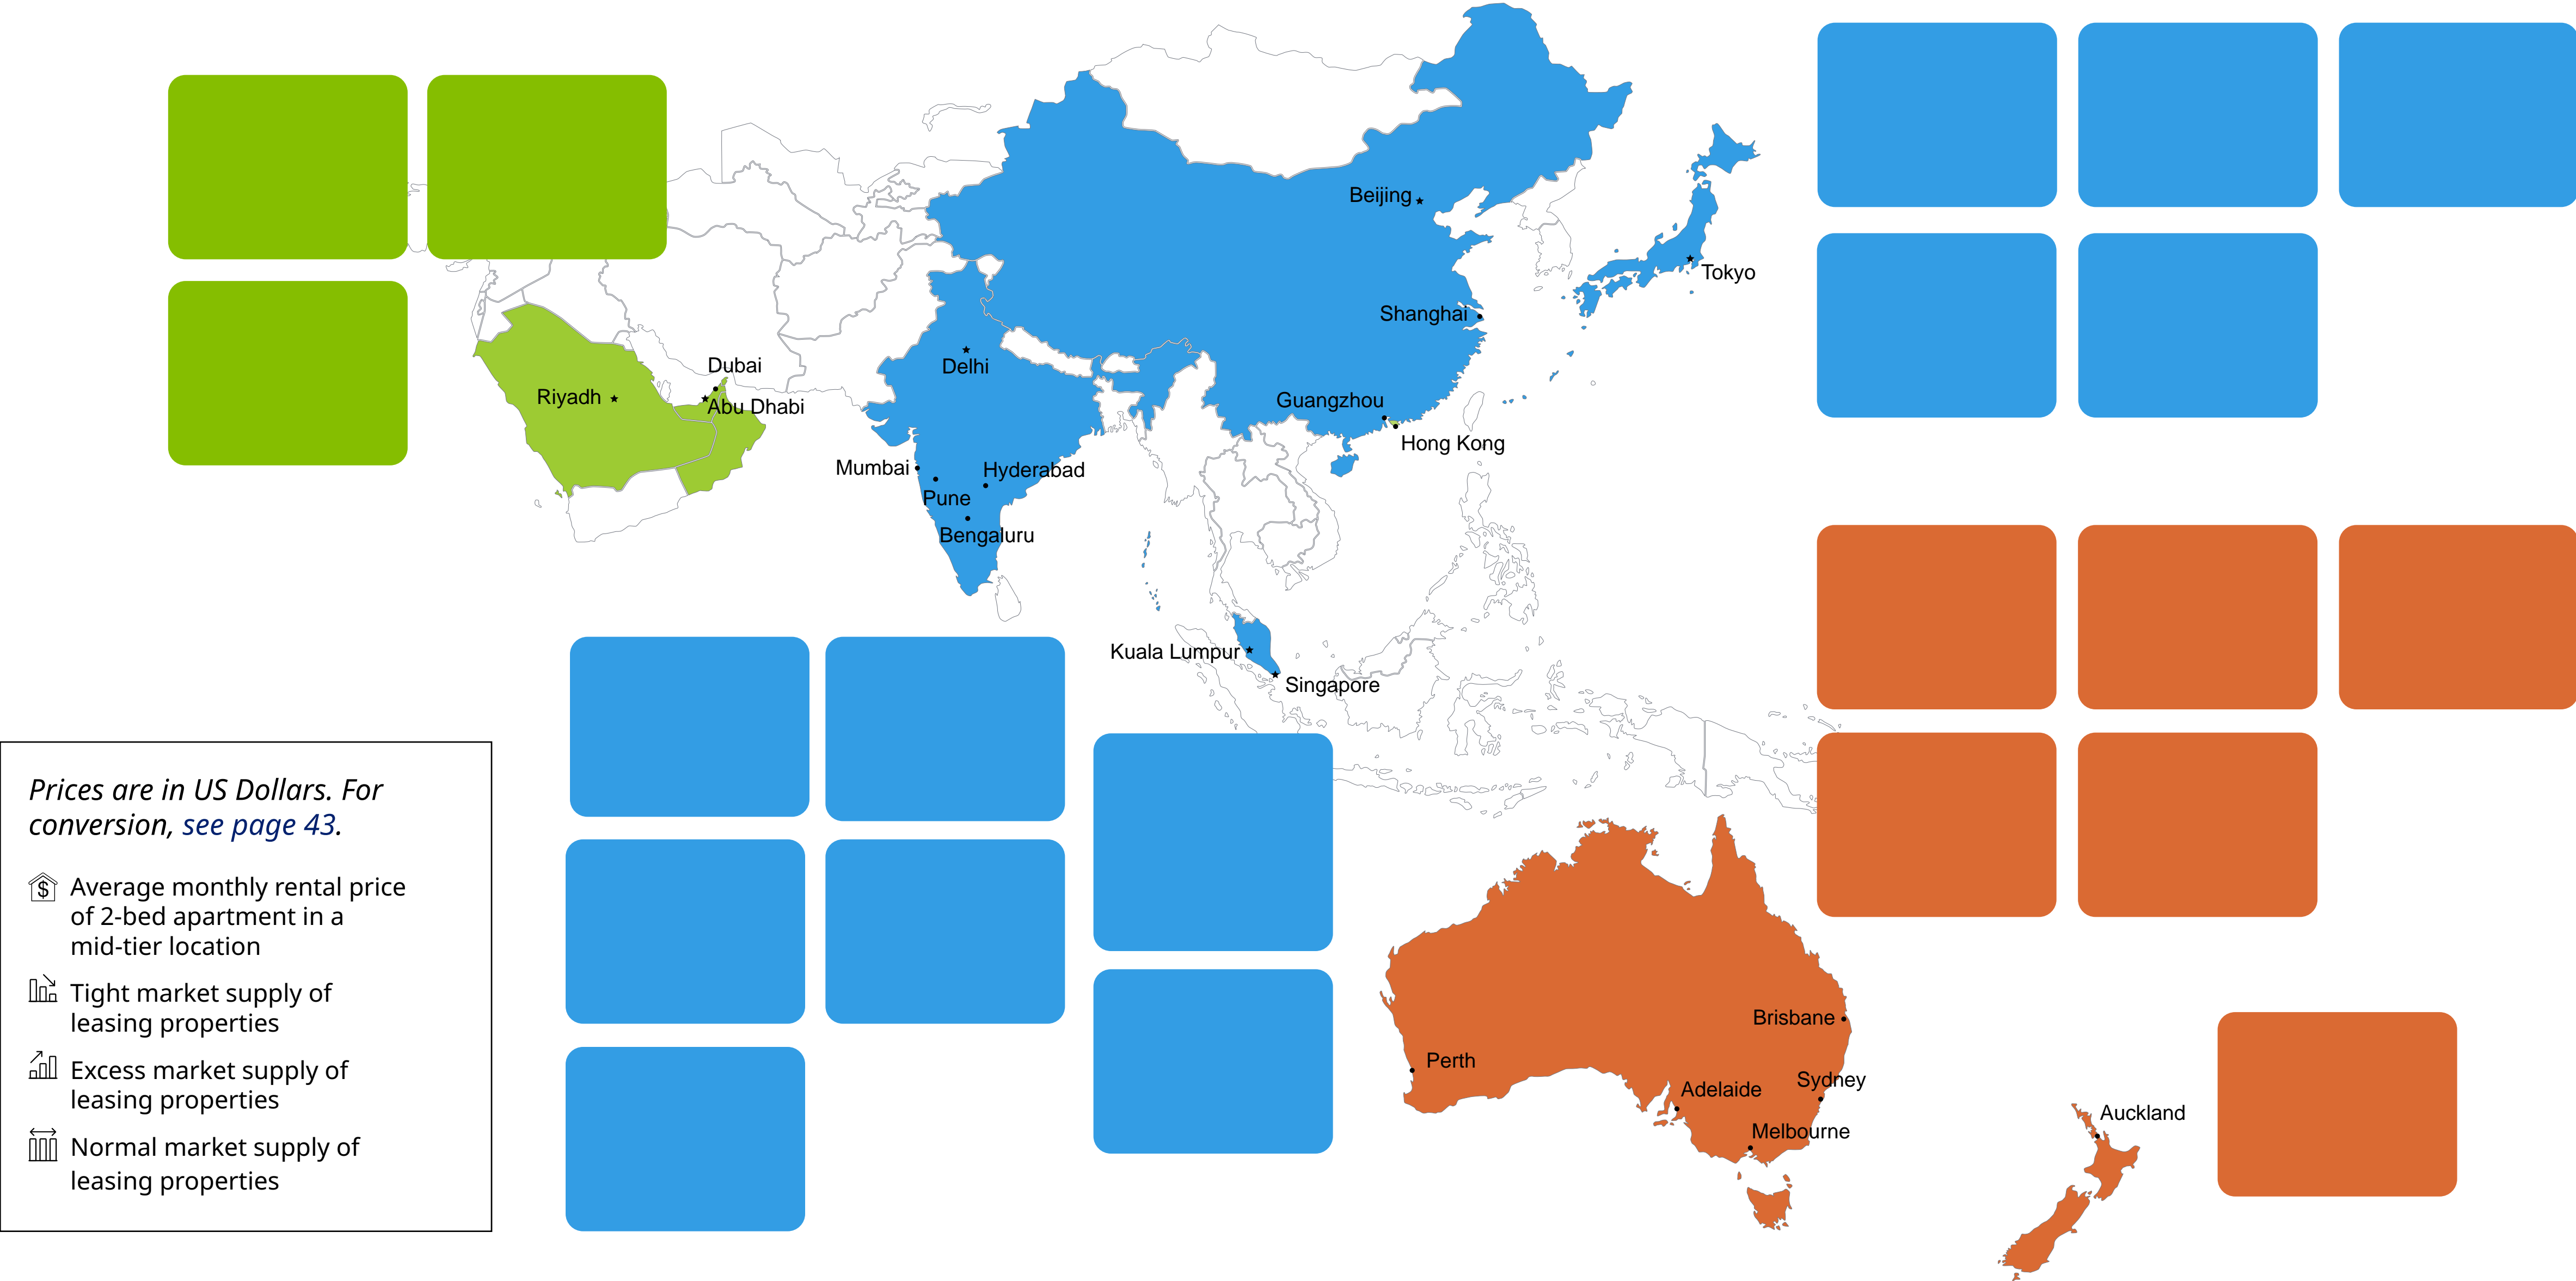 Beijing
Tokyo
Shanghai
Dubai
Delhi
Riyadh
Abu Dhabi
Guangzhou
Hong Kong
Mumbai
Hyderabad
Pune
Bengaluru
Kuala Lumpur
Singapore
Prices are in US Dollars. For
conversion, see page 43.
$
Average monthly rental price
of 2-bed apartment in a
mid-tier location
Tight market supply of
leasing properties
Excess market supply of
leasing properties
Normal market supply of
leasing properties
Brisbane
Perth
Sydney
Adelaide
Auckland
Melbourne